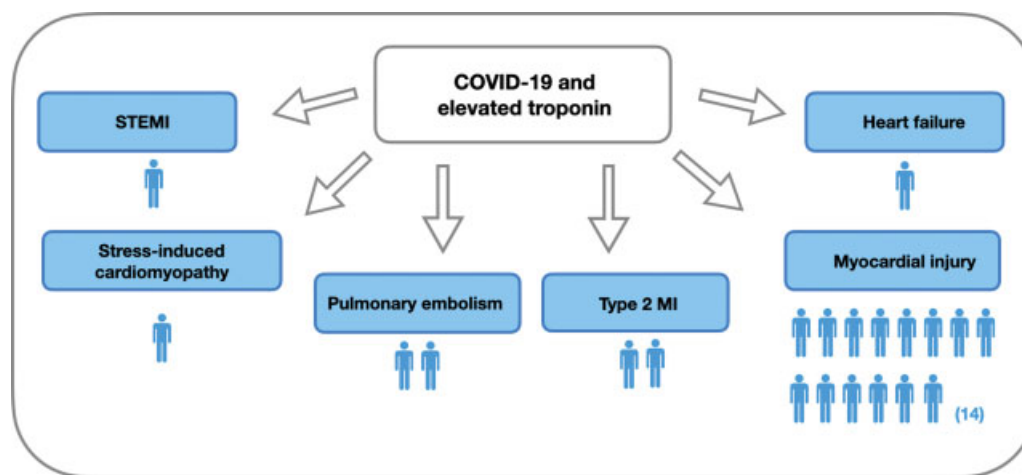 COVID-19 and
elevated troponin
STEMI
Heart failure
Stress-induced
cardiomyopathy
Myocardial injury
Pulmonary embolism
Type 2 MI
(14)